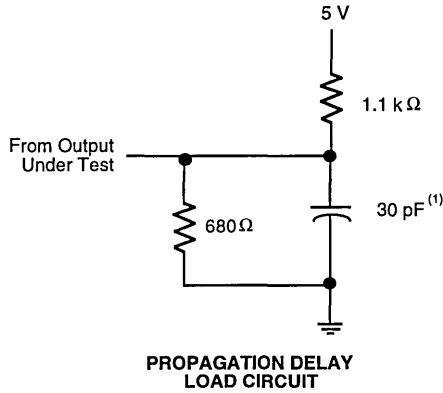 5 V
1.1 kΩ
From Output
Under Test
680Ω
30 pF(1)
PROPAGATION DELAY
LOAD CIRCUIT